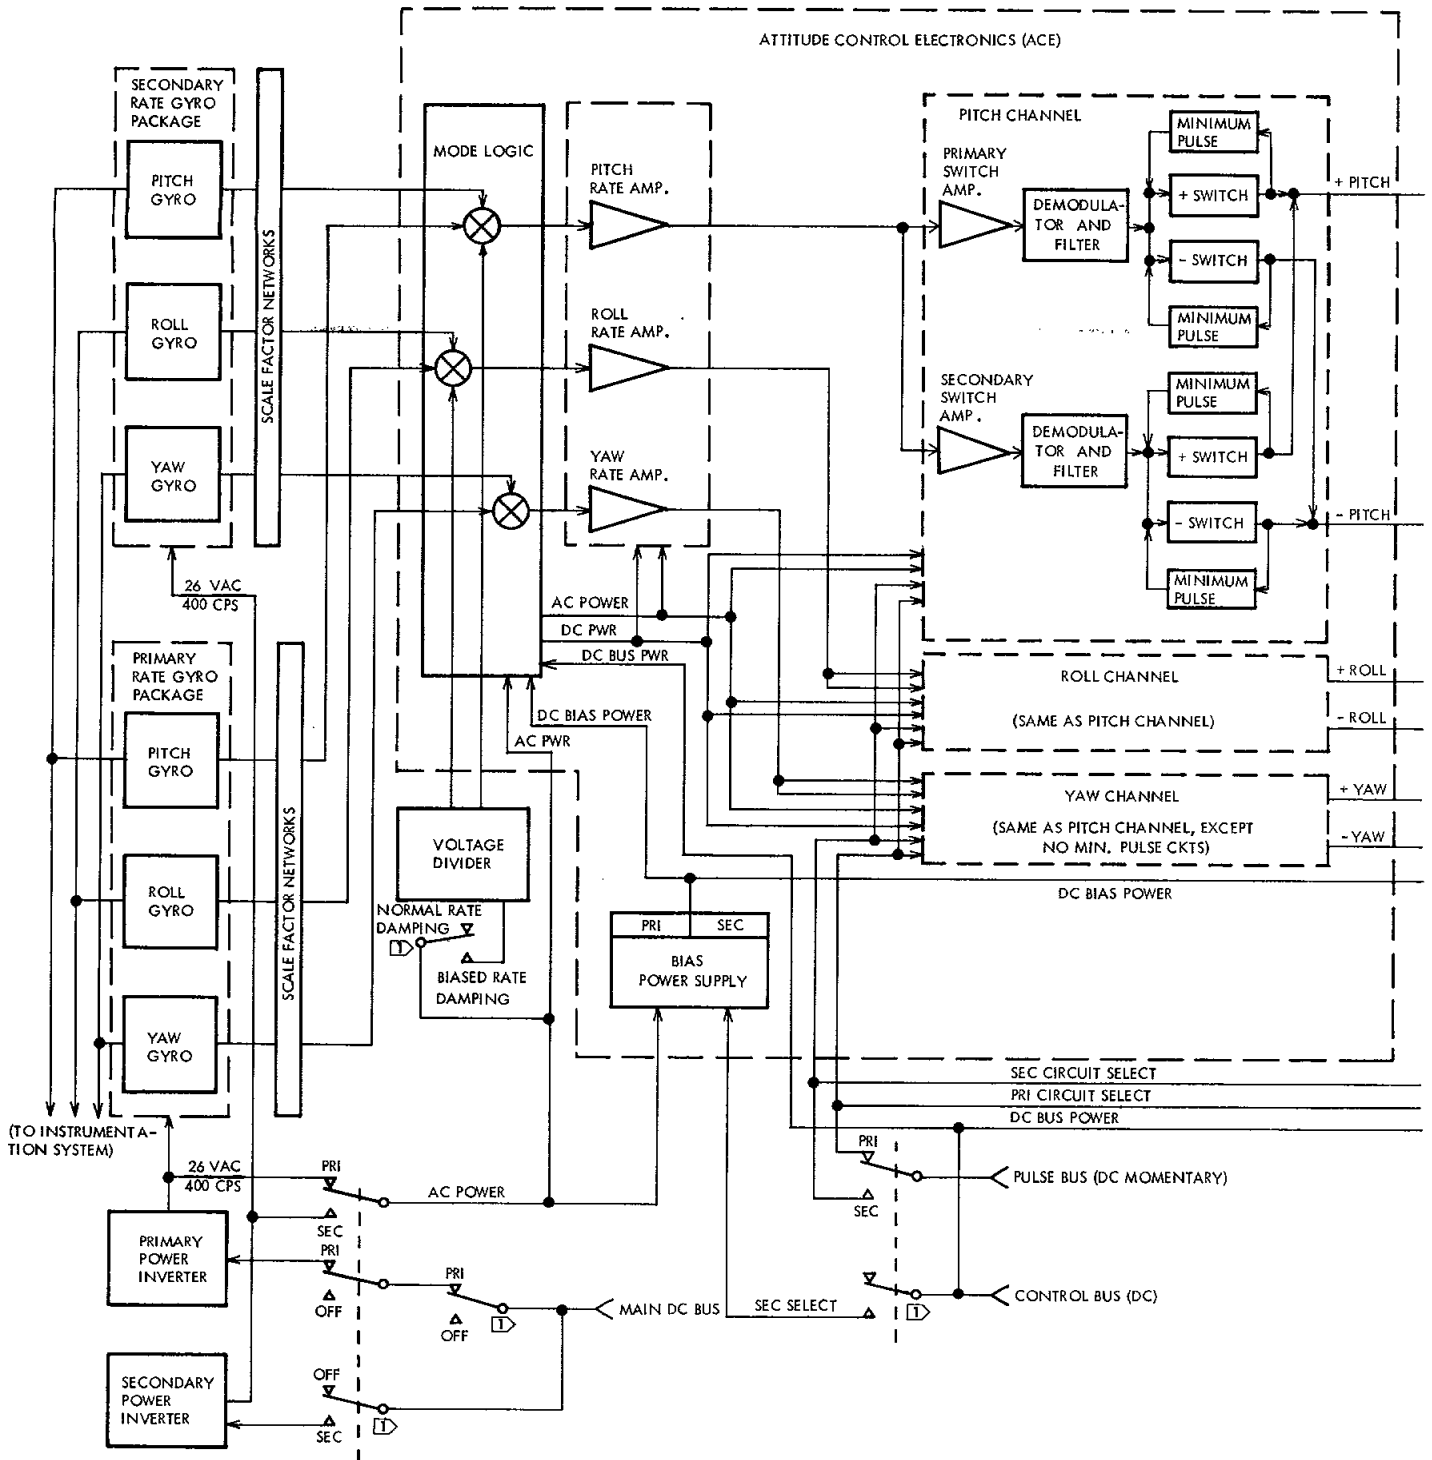 ATTITUDE CONTROL ELECTRONICS (ACE)
SECONDARY
RATE GYRO
PACKAGE
PITCH
GYRO
ROLL
GYRO
YAW
GYRO
SCALE FACTOR NETWORKS
26 VAC
400 CPS
PRIMARY
RATE GYRO
PACKAGE
PITCH
GYRO
ROLL
GYRO
YAW
GYRO
SCALE FACTOR NETWORKS
(TO INSTRUMENTA-
TION SYSTEM)
MODE LOGIC
PITCH
RATE AMP.
ROLL
RATE AMP.
YAW
RATE AMP.
AC POWER
DC PWR
DC BUS PWR
DC BIAS POWER
AC PWR
VOLTAGE
DIVIDER
NORMAL RATE
DAMPING
1
BIASED RATE
DAMPING
PRI
SEC
BIAS
POWER SUPPLY
PITCH CHANNEL
PRIMARY
SWITCH
AMP.
DEMODULA-
TOR AND
FILTER
MINIMUM
PULSE
+ SWITCH
- SWITCH
MINIMUM
PULSE
SECONDARY
SWITCH
AMP.
DEMODULA-
TOR AND
FILTER
MINIMUM
PULSE
+ SWITCH
- SWITCH
MINIMUM
PULSE
+ PITCH
- PITCH
ROLL CHANNEL
(SAME AS PITCH CHANNEL)
+ ROLL
- ROLL
YAW CHANNEL
(SAME AS PITCH CHANNEL, EXCEPT
NO MIN. PULSE CKTS)
+ YAW
- YAW
DC BIAS POWER
SEC CIRCUIT SELECT
PRI CIRCUIT SELECT
DC BUS POWER
26 VAC
400 CPS
PRI
AC POWER
SEC
PRIMARY
POWER
INVERTER
PRI
OFF
PRI
OFF
1
MAIN DC BUS
SECONDARY
POWER
INVERTER
OFF
SEC
1
PRI
SEC
PULSE BUS (DC MOMENTARY)
SEC SELECT
1
CONTROL BUS (DC)